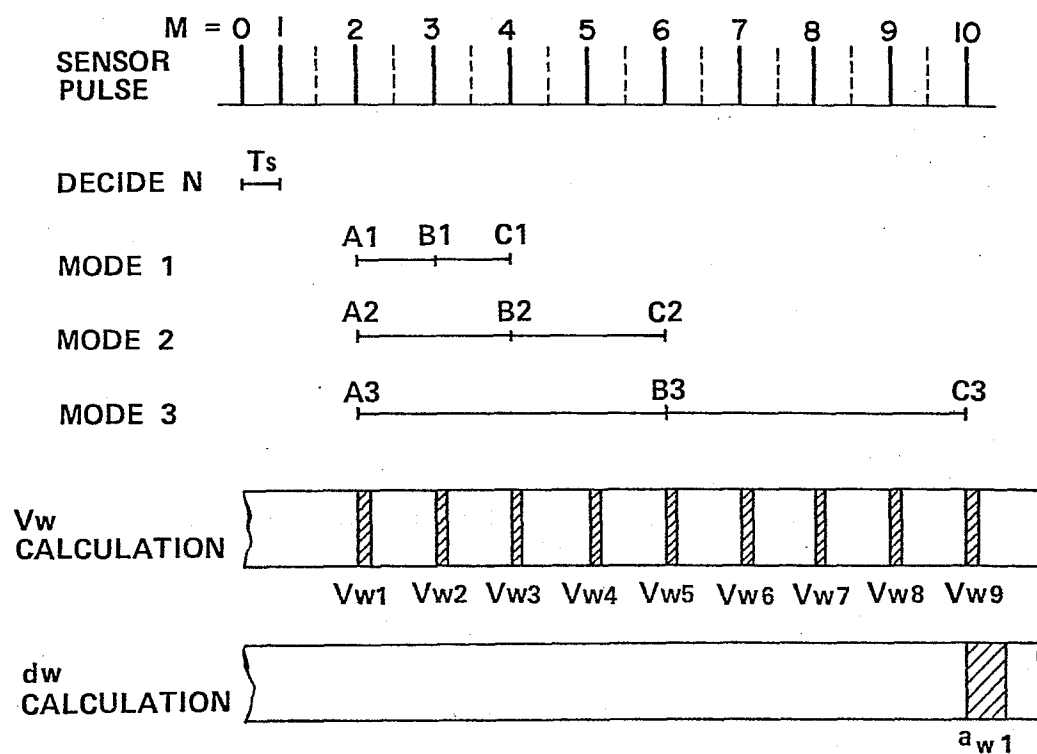 M = 0 1 2 3 4 5 6 7 8 9 10
SENSOR
PULSE
Ts
DECIDE N
A1 B1 C1
MODE 1
A2 B2 C2
MODE 2
A3 B3 C3
MODE 3
Vw
CALCULATION
Vw1 Vw2 Vw3 Vw4 Vw5 Vw6 Vw7 Vw8 Vw9
dw
CALCULATION
aw1